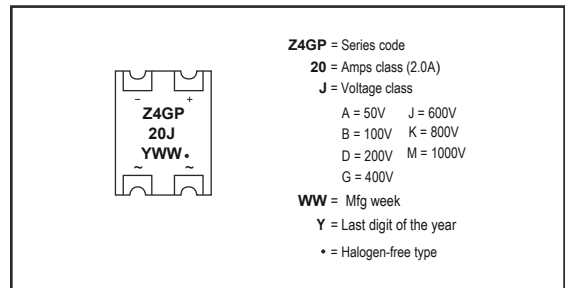 − +
Z4GP
20J
YWW •
~ ~
Z4GP = Series code
20 = Amps class (2.0A)
J = Voltage class
A = 50V J = 600V
B = 100V K = 800V
D = 200V M = 1000V
G = 400V
WW = Mfg week
Y = Last digit of the year
• = Halogen-free type